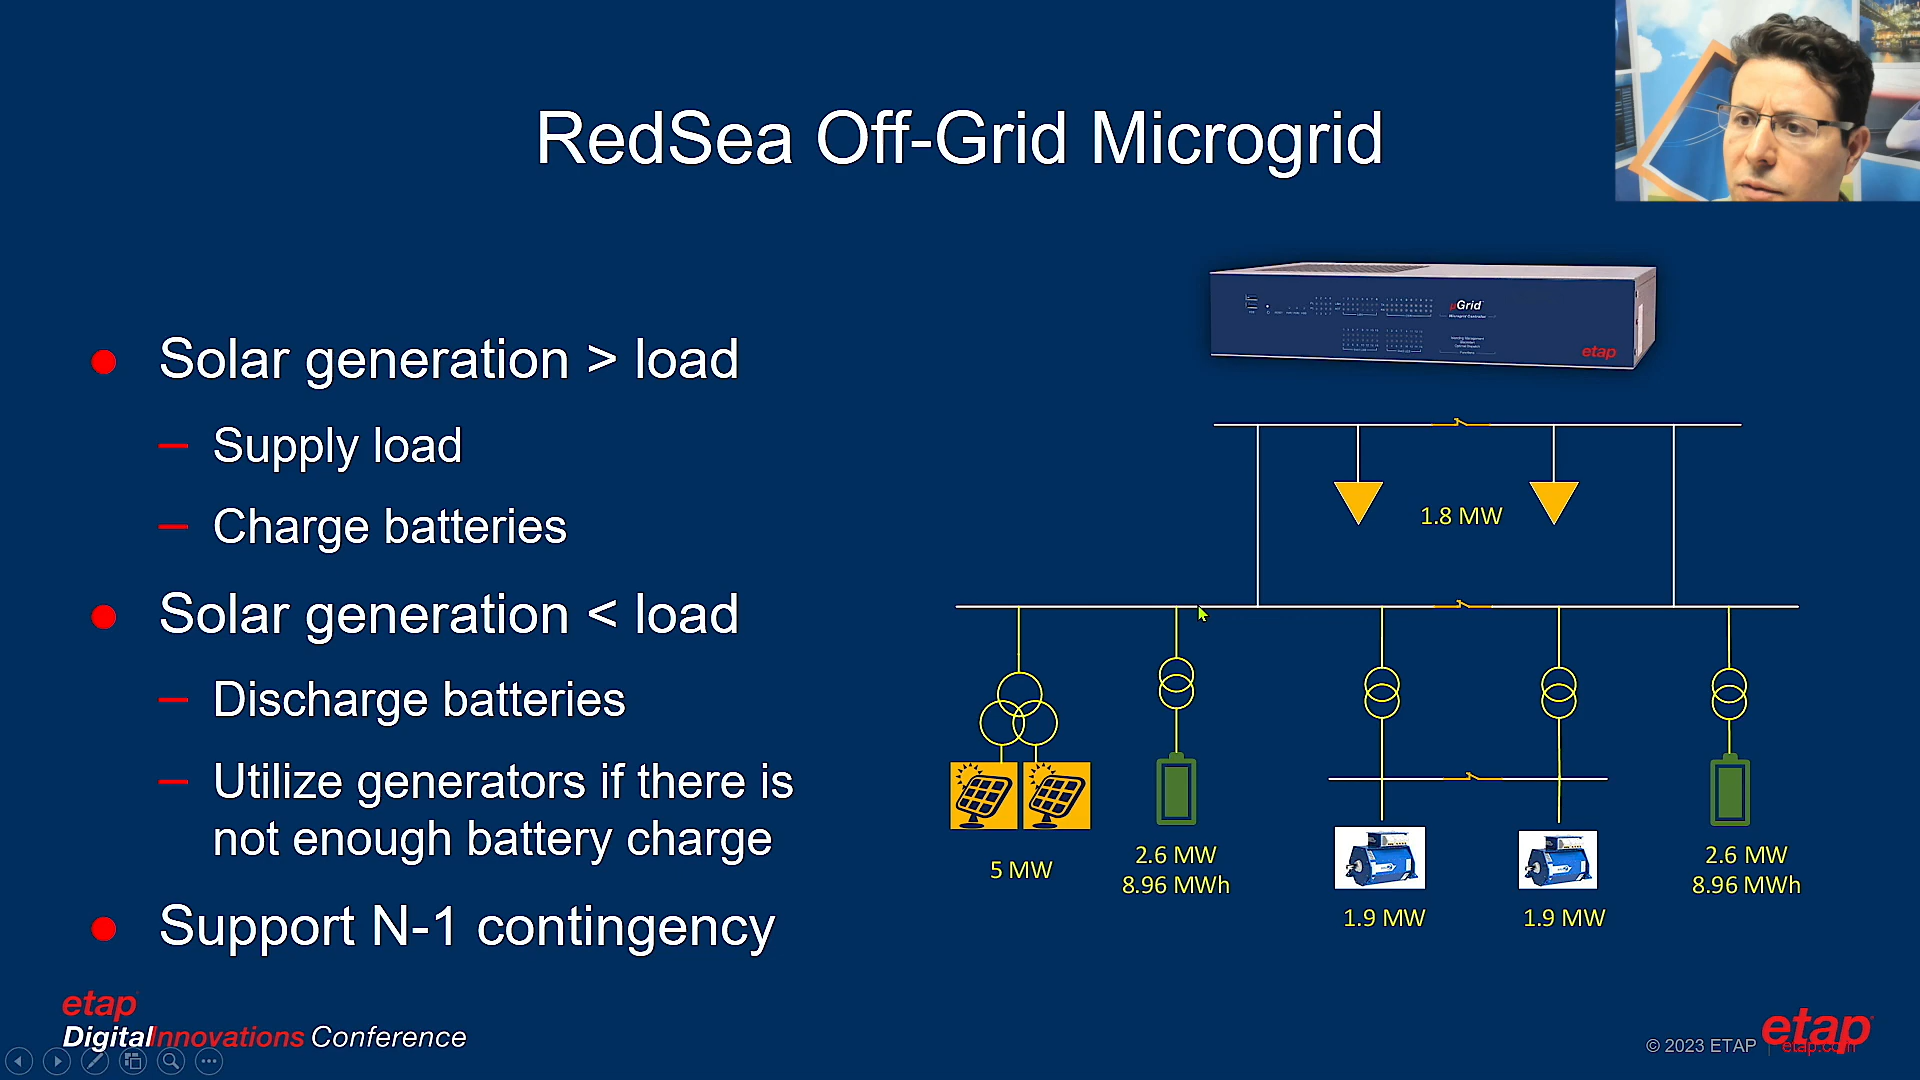 RedSea Off-Grid Microgrid
● Solar generation > load
– Supply load
– Charge batteries
● Solar generation < load
– Discharge batteries
– Utilize generators if there is
not enough battery charge
● Support N-1 contingency
µGrid
Microgrid Controller
etap
1.8 MW
5 MW
2.6 MW
8.96 MWh
1.9 MW
1.9 MW
2.6 MW
8.96 MWh
etap
DigitalInnovations Conference
© 2023 ETAP | etap.com
etap